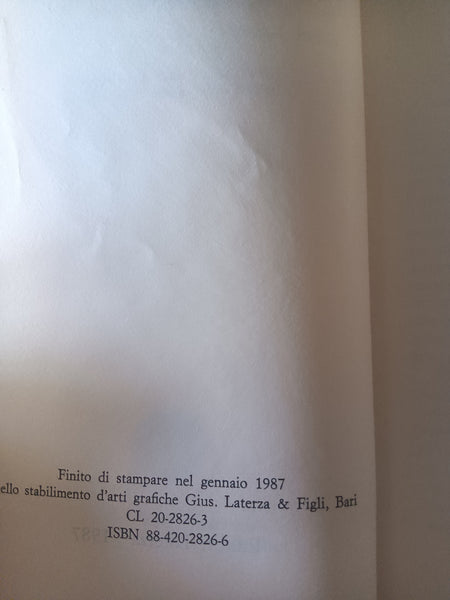 Finito di stampare nel gennaio 1987
ello stabilimento d'arti grafiche Gius. Laterza & Figli, Bari
CL 20-2826-3
ISBN 88-420-2826-6